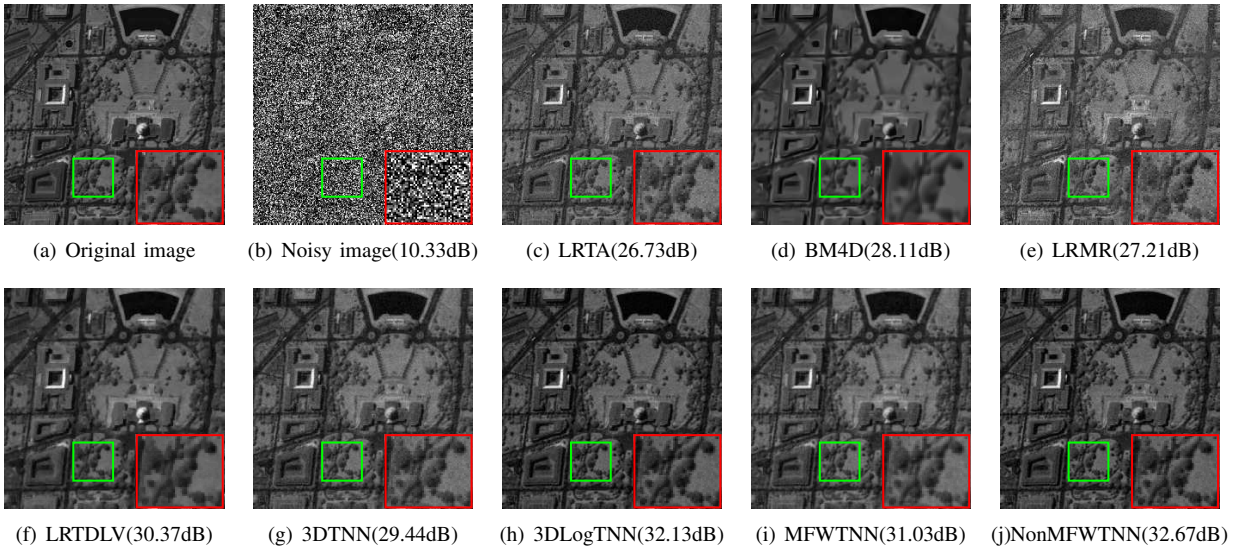 (a) Original image
(b) Noisy image(10.33dB)
(c) LRTA(26.73dB)
(d) BM4D(28.11dB)
(e) LRMR(27.21dB)
(f) LRTDLV(30.37dB)
(g) 3DTNN(29.44dB)
(h) 3DLogTNN(32.13dB)
(i) MFWTNN(31.03dB)
(j)NonMFWTNN(32.67dB)